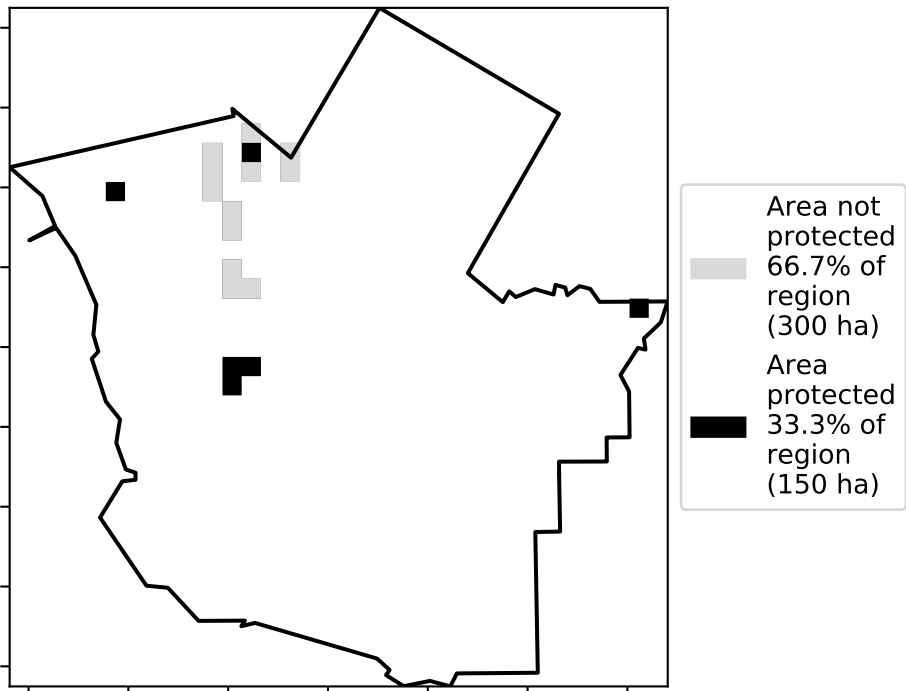 Area not
protected
66.7% of
region
(300 ha)
Area
protected
33.3% of
region
(150 ha)